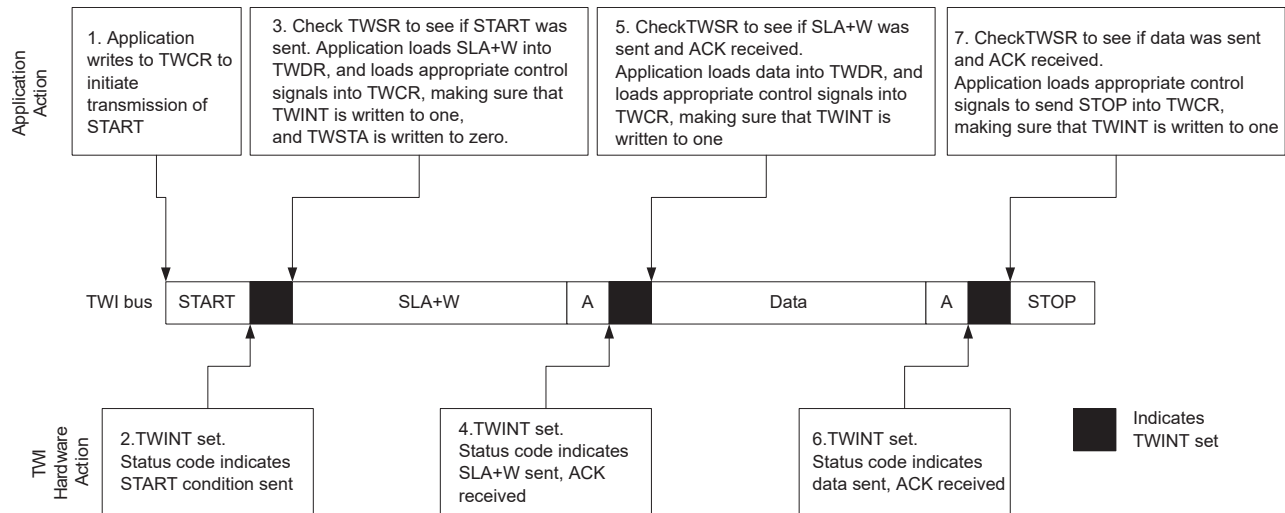 Application
Action
1. Application
writes to TWCR to
initiate
transmission of
START
3. Check TWSR to see if START was
sent. Application loads SLA+W into
TWDR, and loads appropriate control
signals into TWCR, making sure that
TWINT is written to one,
and TWSTA is written to zero.
5. CheckTWSR to see if SLA+W was
sent and ACK received.
Application loads data into TWDR, and
loads appropriate control signals into
TWCR, making sure that TWINT is
written to one
7. CheckTWSR to see if data was sent
and ACK received.
Application loads appropriate control
signals to send STOP into TWCR,
making sure that TWINT is written to one
TWI bus
START
SLA+W
A
Data
A
STOP
TWI
Hardware
Action
2.TWINT set.
Status code indicates
START condition sent
4.TWINT set.
Status code indicates
SLA+W sent, ACK
received
6.TWINT set.
Status code indicates
data sent, ACK received
Indicates
TWINT set